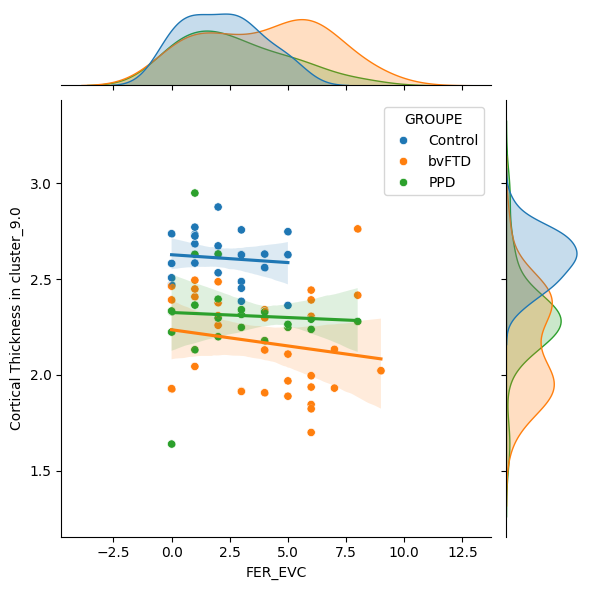 GROUPE
Control
bvFTD
PPD
3.0
2.5
2.0
1.5
Cortical Thickness in cluster_9.0
−2.5 0.0 2.5 5.0 7.5 10.0 12.5
FER_EVC